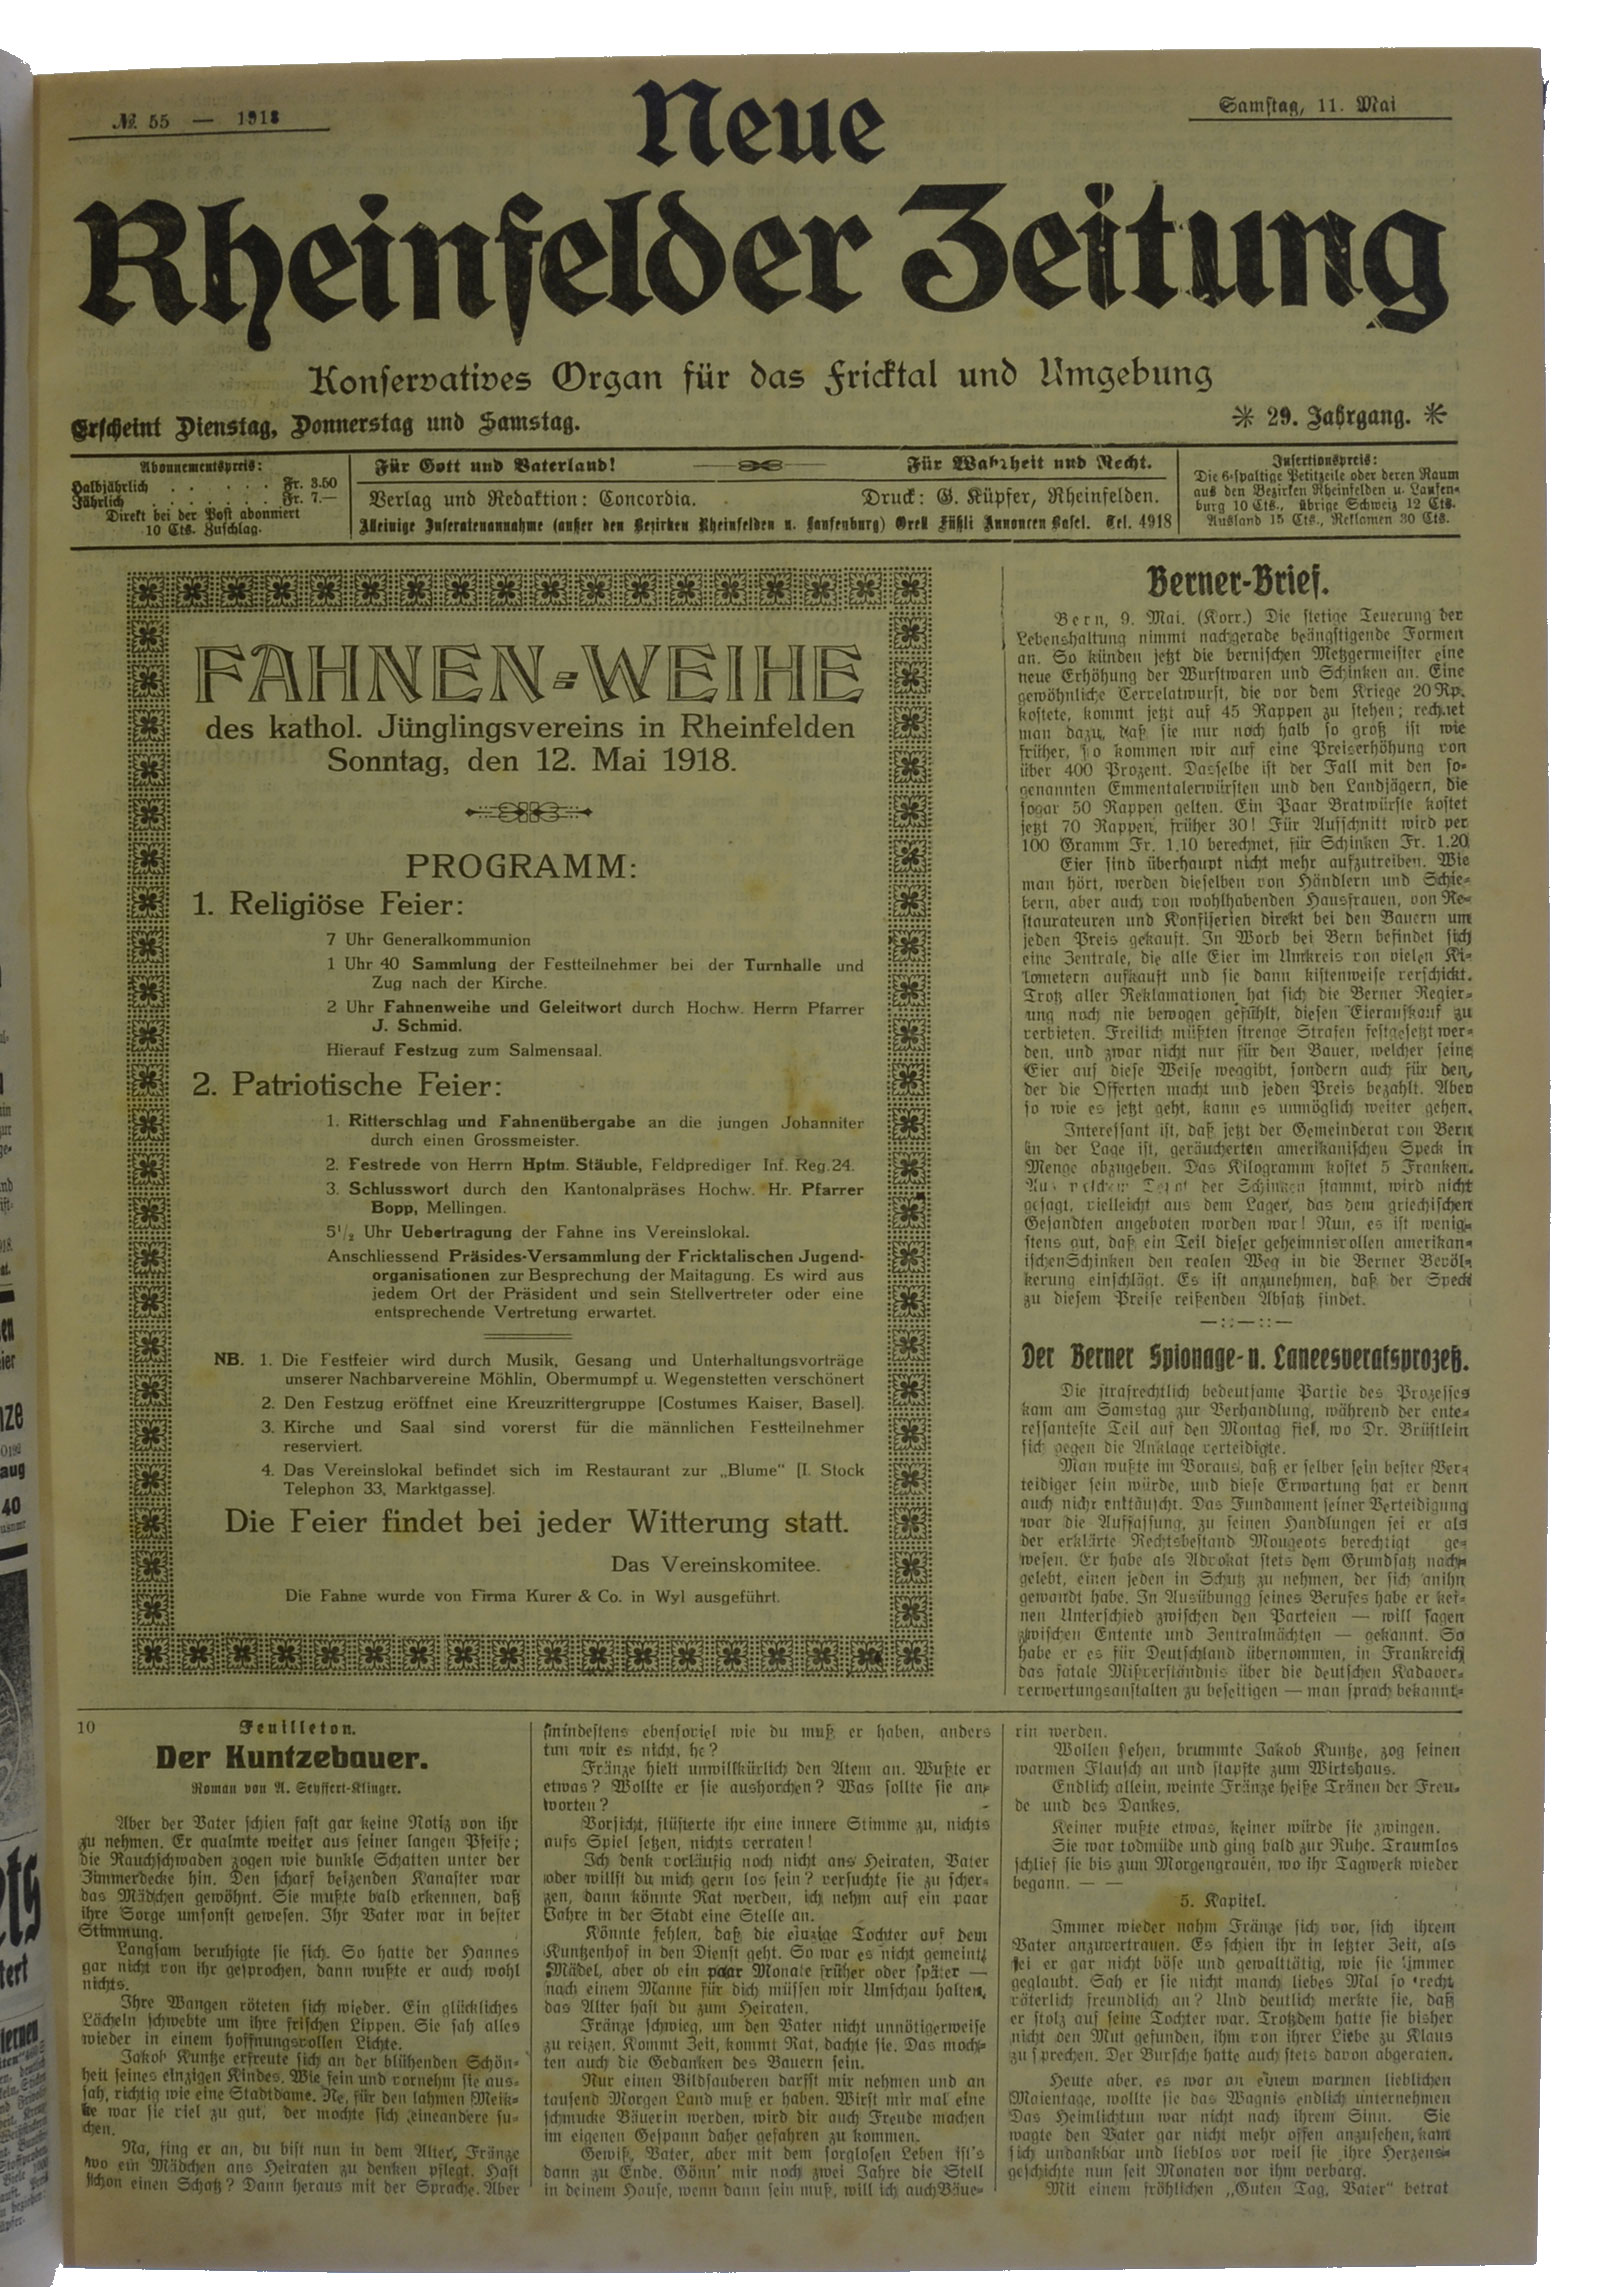 № 55 — 1918
Samstag, 11. Mai
Neue
Rheinfelder Zeitung
Konservatives Organ für das Fricktal und Umgebung
Erscheint Dienstag, Donnerstag und Samstag.
* 29. Jahrgang. *
Abonnementspreis:
Halbjährlich . . . . . . Fr. 3.50
Jährlich . . . . . . . Fr. 7.—
Direkt bei der Post abonniert
10 Cts. Zuschlag.
Für Gott und Vaterland!
Für Wahrheit und Recht.
Verlag und Redaktion: Concordia.
Druck: G. Küpfer, Rheinfelden.
Alleinige Inseratenannahme (außer den Bezirken Rheinfelden u. Laufenburg) Orell Füßli Annoncen Basel. Tel. 4918
Insertionspreis:
Die 6-spaltige Petitzeile oder deren Raum
aus den Bezirken Rheinfelden u. Laufen-
burg 10 Cts., übrige Schweiz 12 Cts.
Ausland 15 Cts., Reklamen 30 Cts.
FAHNEN-WEIHE
des kathol. Jünglingsvereins in Rheinfelden
Sonntag, den 12. Mai 1918.
PROGRAMM:
1. Religiöse Feier:
7 Uhr Generalkommunion
1 Uhr 40 Sammlung der Festteilnehmer bei der Turnhalle und
Zug nach der Kirche.
2 Uhr Fahnenweihe und Geleitwort durch Hochw. Herrn Pfarrer
J. Schmid.
Hierauf Festzug zum Salmensaal.
2. Patriotische Feier:
1. Ritterschlag und Fahnenübergabe an die jungen Johanniter
durch einen Grossmeister.
2. Festrede von Herrn Hptm. Stäuble, Feldprediger Inf. Reg. 24.
3. Schlusswort durch den Kantonalpräses Hochw. Hr. Pfarrer
Bopp, Mellingen.
5½ Uhr Uebertragung der Fahne ins Vereinslokal.
Anschliessend Präsides-Versammlung der Fricktalischen Jugend-
organisationen zur Besprechung der Maitagung. Es wird aus
jedem Ort der Präsident und sein Stellvertreter oder eine
entsprechende Vertretung erwartet.
NB. 1. Die Festfeier wird durch Musik, Gesang und Unterhaltungsvorträge
unserer Nachbarvereine Möhlin, Obermumpf u. Wegenstetten verschönert
2. Den Festzug eröffnet eine Kreuzrittergruppe [Costumes Kaiser, Basel].
3. Kirche und Saal sind vorerst für die männlichen Festteilnehmer
reserviert.
4. Das Vereinslokal befindet sich im Restaurant zur „Blume“ [I. Stock
Telephon 33, Marktgasse].
Die Feier findet bei jeder Witterung statt.
Das Vereinskomitee.
Die Fahne wurde von Firma Kurer & Co. in Wyl ausgeführt.
Berner-Brief.
Bern, 9. Mai. (Korr.) Die stetige Teuerung der
Lebenshaltung nimmt nachgerade beängstigende Formen
an. So künden jetzt die bernischen Metzgermeister eine
neue Erhöhung der Wurstwaren und Schinken an. Eine
gewöhnliche Cervelatwurst, die vor dem Kriege 20 Rp.
kostete, kommt jetzt auf 45 Rappen zu stehen; rechnet
man dazu, daß sie nur noch halb so groß ist wie
früher, so kommen wir auf eine Preiserhöhung von
über 400 Prozent. Dasselbe ist der Fall mit den so-
genannten Emmentalerwürsten und den Landjägern, die
sogar 50 Rappen gelten. Ein Paar Bratwürste kostet
jetzt 70 Rappen, früher 30! Für Aufschnitt wird per
100 Gramm Fr. 1.10 berechnet, für Schinken Fr. 1.20
Eier sind überhaupt nicht mehr aufzutreiben. Wie
man hört, werden dieselben von Händlern und Schie-
bern, aber auch von wohlhabenden Hausfrauen, von Re-
staurateuren und Konfiserien direkt bei den Bauern um
jeden Preis gekauft. In Worb bei Bern befindet sich
eine Zentrale, die alle Eier im Umkreis von vielen Ki-
lometern aufkauft und sie dann kistenweise verschickt.
Trotz aller Reklamationen hat sich die Berner Regier-
ung noch nie bewogen gefühlt, diesen Eieraufkauf zu
verbieten. Freilich müßten strenge Strafen festgesetzt wer-
den, und zwar nicht nur für den Bauer, welcher seine
Eier auf diese Weise weggibt, sondern auch für den,
der die Offerten macht und jeden Preis bezahlt. Aber
so wie es jetzt geht, kann es unmöglich weiter gehen.
Interessant ist, daß jetzt der Gemeinderat von Bern
in der Lage ist, geräucherten amerikanischen Speck in
Menge abzugeben. Das Kilogramm kostet 5 Franken.
Aus welchem Depot der Schinken stammt, wird nicht
gesagt, vielleicht aus dem Lager, das dem griechischen
Gesandten angeboten worden war! Nun, es ist wenig-
stens gut, daß ein Teil dieser geheimnisvollen amerikan-
ischen Schinken den realen Weg in die Berner Bevöl-
kerung einschlägt. Es ist anzunehmen, daß der Speck
zu diesem Preise reißenden Absatz findet.
—::—::—
Der Berner Spionage- u. Laneesveratsprozeß.
Die strafrechtlich bedeutsame Partie des Prozesses
kam am Samstag zur Verhandlung, während der ente-
ressanteste Teil auf den Montag fiel, wo Dr. Brüstlein
sich gegen die Anklage verteidigte.
Man wußte im Voraus, daß er selber sein bester Ver-
teidiger sein würde, und diese Erwartung hat er denn
auch nicht enttäuscht. Das Fundament seiner Verteidigung
war die Auffassung, zu seinen Handlungen sei er als
der erklärte Rechtsbestand Mougeots berechtigt ge-
wesen. Er habe als Advokat stets dem Grundsatz nach-
gelebt, einen jeden in Schutz zu nehmen, der sich anihn
gewandt habe. In Ausübungg seines Berufes habe er kei-
nen Unterschied zwischen den Parteien — will sagen
zwischen Entente und Zentralmächten — gekannt. So
habe er es für Deutschland übernommen, in Frankreich
das fatale Mißverständnis über die deutschen Kadaver-
verwertungsanstalten zu beseitigen — man sprach bekannt-
10
Feuilleton.
Der Kuntzebauer.
Roman von A. Seyffert-Klinger.
Aber der Vater schien fast gar keine Notiz von ihr
zu nehmen. Er qualmte weiter aus seiner langen Pfeife;
die Rauchschwaden zogen wie dunkle Schatten unter der
Zimmerdecke hin. Den scharf beizenden Kanaster war
das Mädchen gewöhnt. Sie mußte bald erkennen, daß
ihre Sorge umsonst gewesen. Ihr Vater war in bester
Stimmung.
Langsam beruhigte sie sich. So hatte der Hannes
gar nicht von ihr gesprochen, dann wußte er auch wohl
nichts.
Ihre Wangen röteten sich wieder. Ein glückliches
Lächeln schwebte um ihre frischen Lippen. Sie sah alles
wieder in einem hoffnungsvollen Lichte.
Jakob Kuntze erfreute sich an der blühenden Schön-
heit seines einzigen Kindes. Wie fein und vornehm sie aus-
sah, richtig wie eine Stadtdame. Ne, für den lahmen Meik-
ke war sie viel zu gut, der mochte sich eineandere su-
chen.
Na, fing er an, du bist nun in dem Alter, Fränze
wo ein Mädchen ans Heiraten zu denken pflegt. Hast
schon einen Schatz? Dann heraus mit der Sprache. Aber
mindestens ebensoviel wie du muß er haben, anders
tun wir es nicht, he?
Fränze hielt unwillkürlich den Atem an. Wußte er
etwas? Wollte er sie aushorchen? Was sollte sie an-
worten?
Vorsicht, flüsterte ihr eine innere Stimme zu, nichts
aufs Spiel setzen, nichts verraten!
Ich denk vorläufig noch nicht ans Heiraten, Vater
oder willst du mich gern los sein? versuchte sie zu scher-
zen, dann könnte Rat werden, ich nehm auf ein paar
Jahre in der Stadt eine Stelle an.
Könnte fehlen, daß die einzige Tochter auf dem
Kuntzenhof in den Dienst geht. So war es nicht gemeint,
Mädel, aber ob ein paar Monate früher oder später —
nach einem Manne für dich müssen wir Umschau halten,
das Alter hast du zum Heiraten.
Fränze schwieg, um den Vater nicht unnötigerweise
zu reizen. Kommt Zeit, kommt Rat, dachte sie. Das moch-
ten auch die Gedanken des Bauern sein.
Nur einen Bildsauberen darfst mir nehmen und an
tausend Morgen Land muß er haben. Wirst mir mal eine
schmucke Bäuerin werden, wird dir auch Freude machen
im eigenen Gespann daher gefahren zu kommen.
Gewiß, Vater, aber mit dem sorglosen Leben ist's
dann zu Ende. Gönn' mir noch zwei Jahre die Stell
in deinem Hause, wenn dann sein muß, will ich auch Bäue-
rin werden.
Wollen sehen, brummte Jakob Kuntze, zog seinen
warmen Flausch an und stapfte zum Wirtshaus.
Endlich allein, weinte Fränze heiße Tränen der Freu-
de und des Dankes.
Keiner wußte etwas, keiner würde sie zwingen.
Sie war todmüde und ging bald zur Ruhe. Traumlos
schlief sie bis zum Morgengrauen, wo ihr Tagwerk wieder
begann. — —
5. Kapitel.
Immer wieder nahm Fränze sich vor, sich ihrem
Vater anzuvertrauen. Es schien ihr in letzter Zeit, als
sei er gar nicht böse und gewalttätig, wie sie immer
geglaubt. Sah er sie nicht manch liebes Mal so recht
väterlich freundlich an? Und deutlich merkte sie, daß
er stolz auf seine Tochter war. Trotzdem hatte sie bisher
nicht den Mut gefunden, ihm von ihrer Liebe zu Klaus
zu sprechen. Der Bursche hatte auch stets davon abgeraten.
Heute aber, es war an einem warmen lieblichen
Maientage, wollte sie das Wagnis endlich unternehmen
Das Heimlichtun war nicht nach ihrem Sinn. Sie
wagte den Vater gar nicht mehr offen anzusehen, kam
sich undankbar und lieblos vor weil sie ihre Herzens-
geschichte nun seit Monaten vor ihm verbarg.
Mit einem fröhlichen „Guten Tag, Vater“ betrat